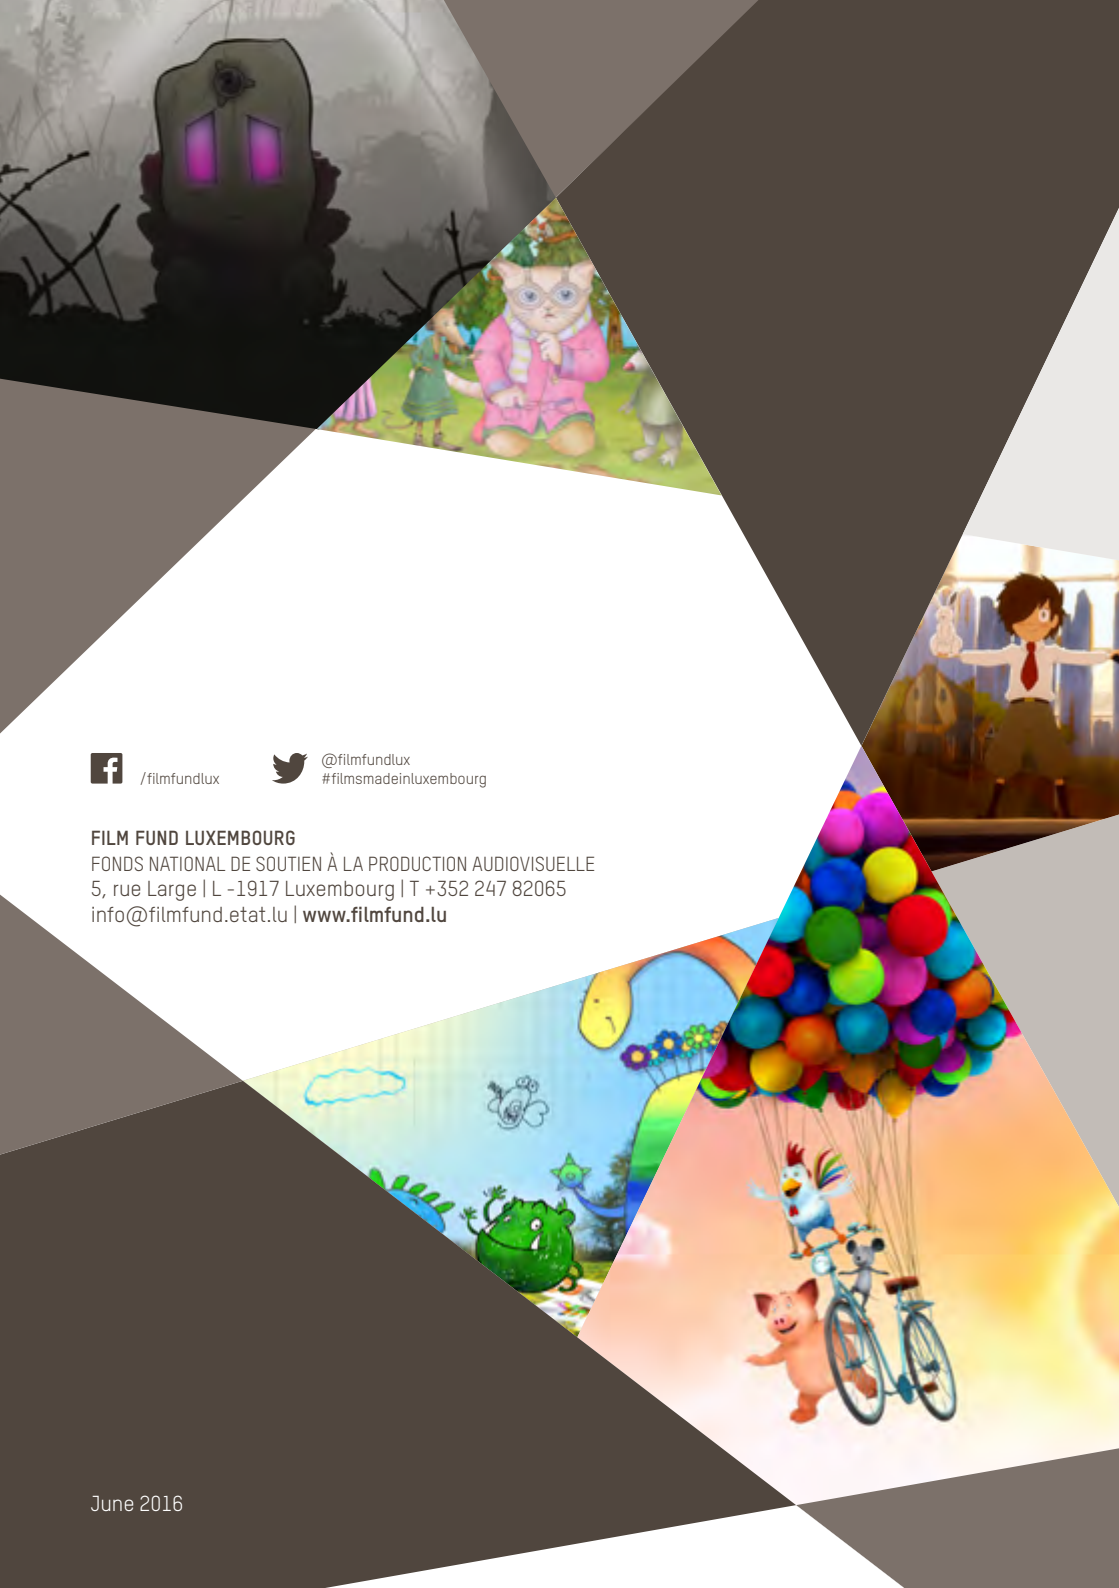 /filmfundlux
@filmfundlux
#filmsmadeinluxembourg
FILM FUND LUXEMBOURG
FONDS NATIONAL DE SOUTIEN À LA PRODUCTION AUDIOVISUELLE
5, rue Large | L -1917 Luxembourg | T +352 247 82065
info@filmfund.etat.lu | www.filmfund.lu
June 2016